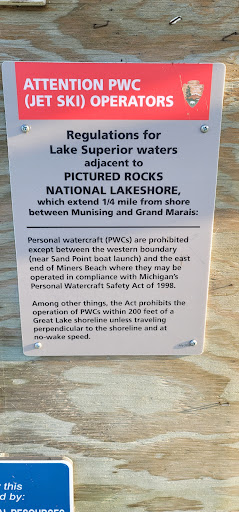 ATTENTION PWC
(JET SKI) OPERATORS
Regulations for
Lake Superior waters
adjacent to
PICTURED ROCKS
NATIONAL LAKESHORE,
which extend 1/4 mile from shore
between Munising and Grand Marais:
Personal watercraft (PWCs) are prohibited
except between the western boundary
(near Sand Point boat launch) and the east
end of Miners Beach where they may be
operated in compliance with Michigan's
Personal Watercraft Safety Act of 1998.
Among other things, the Act prohibits the
operation of PWCs within 200 feet of a
Great Lake shoreline unless traveling
perpendicular to the shoreline and at
no-wake speed.
this
d by: